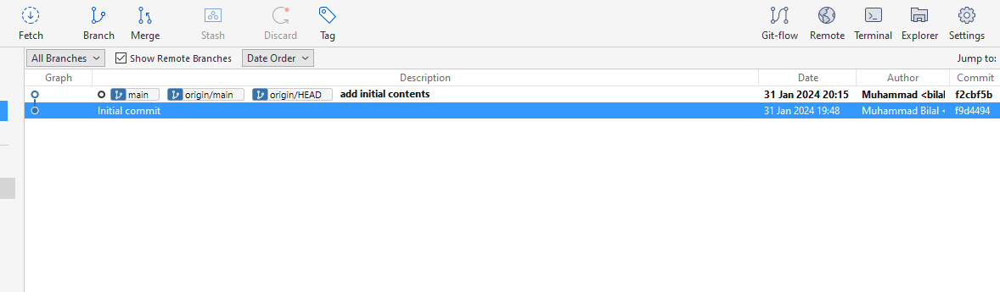 Fetch Branch Merge Stash Discard Tag Git-flow Remote Terminal Explorer Settings
All Branches Show Remote Branches Date Order Jump to:
Graph Description Date Author Commit
main origin/main origin/HEAD add initial contents 31 Jan 2024 20:15 Muhammad <bilal f2cbf5b
Initial commit 31 Jan 2024 19:48 Muhammad Bilal < f9d4494